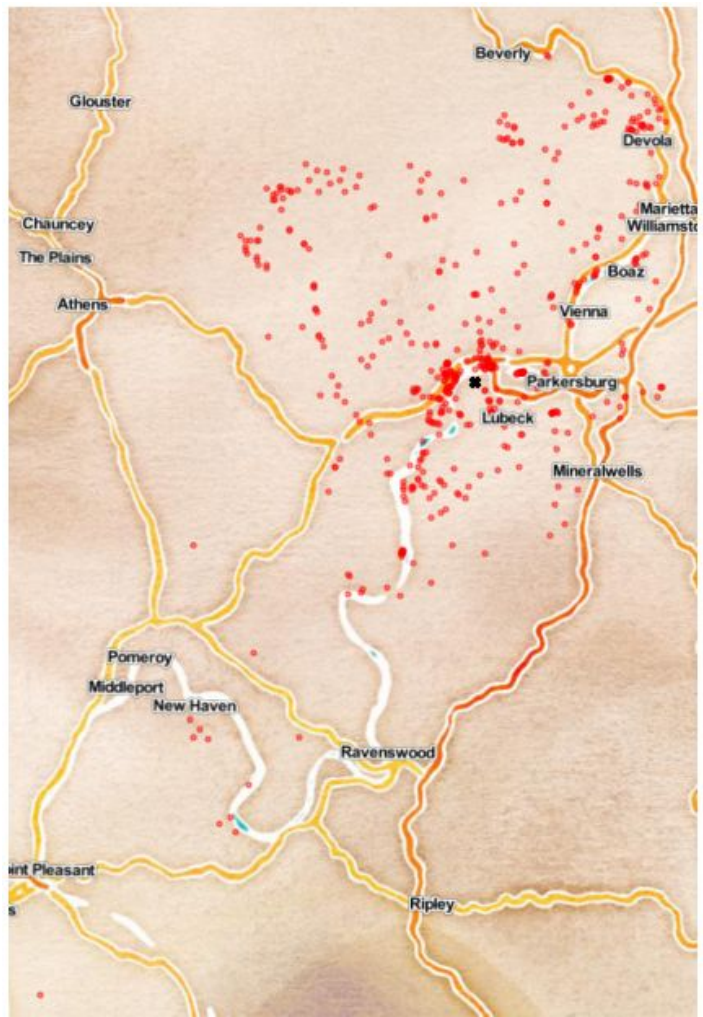 Beverly
Glouster
Devola
Marietta
Chauncey
Williamsto
The Plains
Boaz
Athens
Vienna
Parkersburg
Lubeck
Mineralwells
Pomeroy
Middleport
New Haven
Ravenswood
int Pleasant
Ripley
s